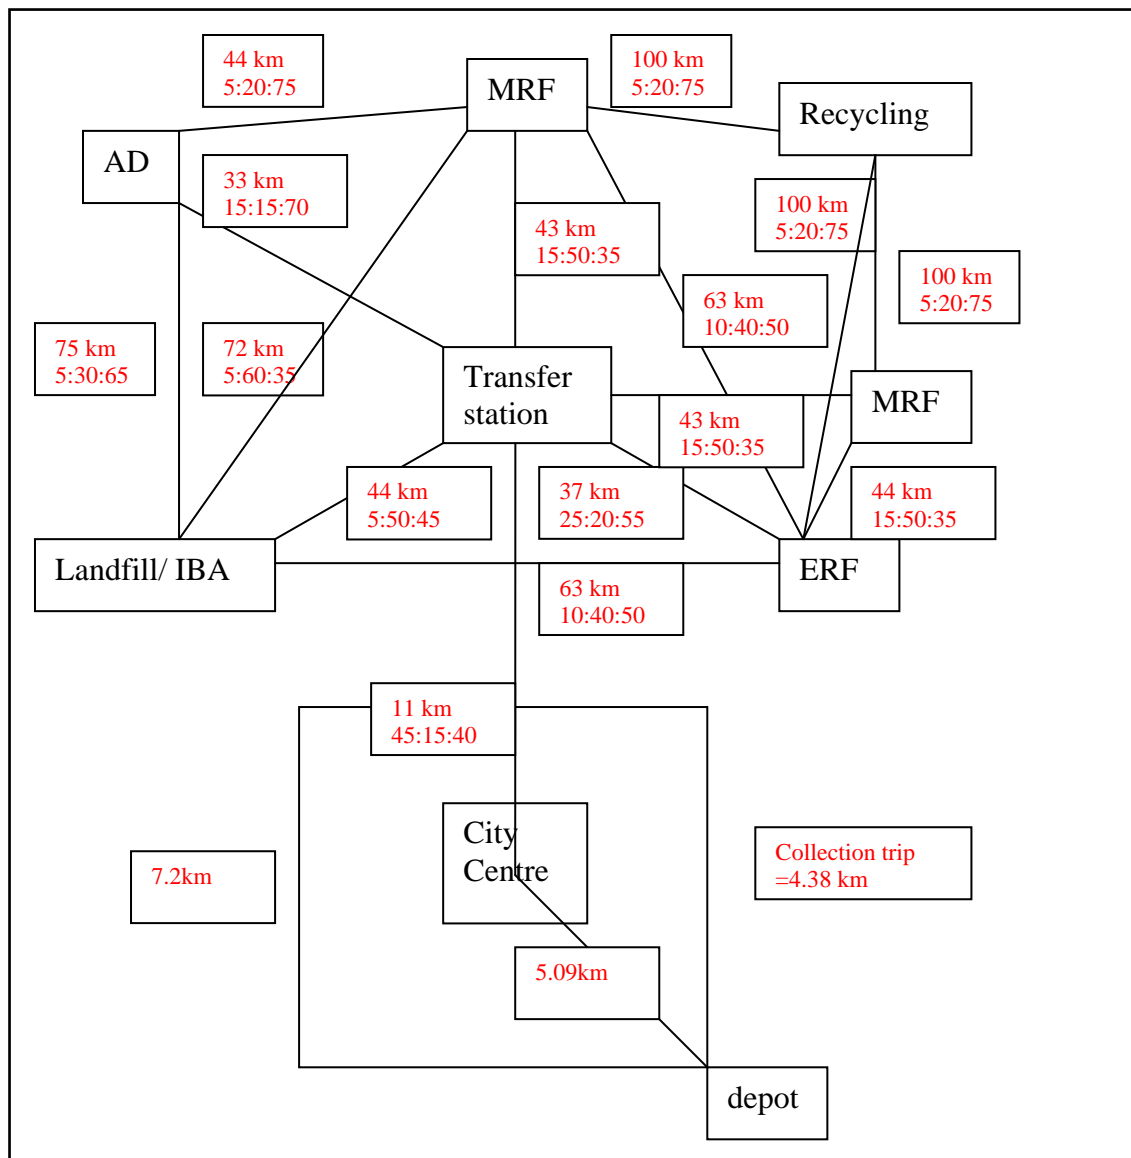 44 km
5:20:75
MRF
100 km
5:20:75
Recycling
AD
33 km
15:15:70
43 km
15:50:35
100 km
5:20:75
100 km
5:20:75
63 km
10:40:50
75 km
5:30:65
72 km
5:60:35
Transfer
station
MRF
43 km
15:50:35
44 km
5:50:45
37 km
25:20:55
44 km
15:50:35
Landfill/ IBA
ERF
63 km
10:40:50
11 km
45:15:40
City
Centre
7.2km
Collection trip
=4.38 km
5.09km
depot